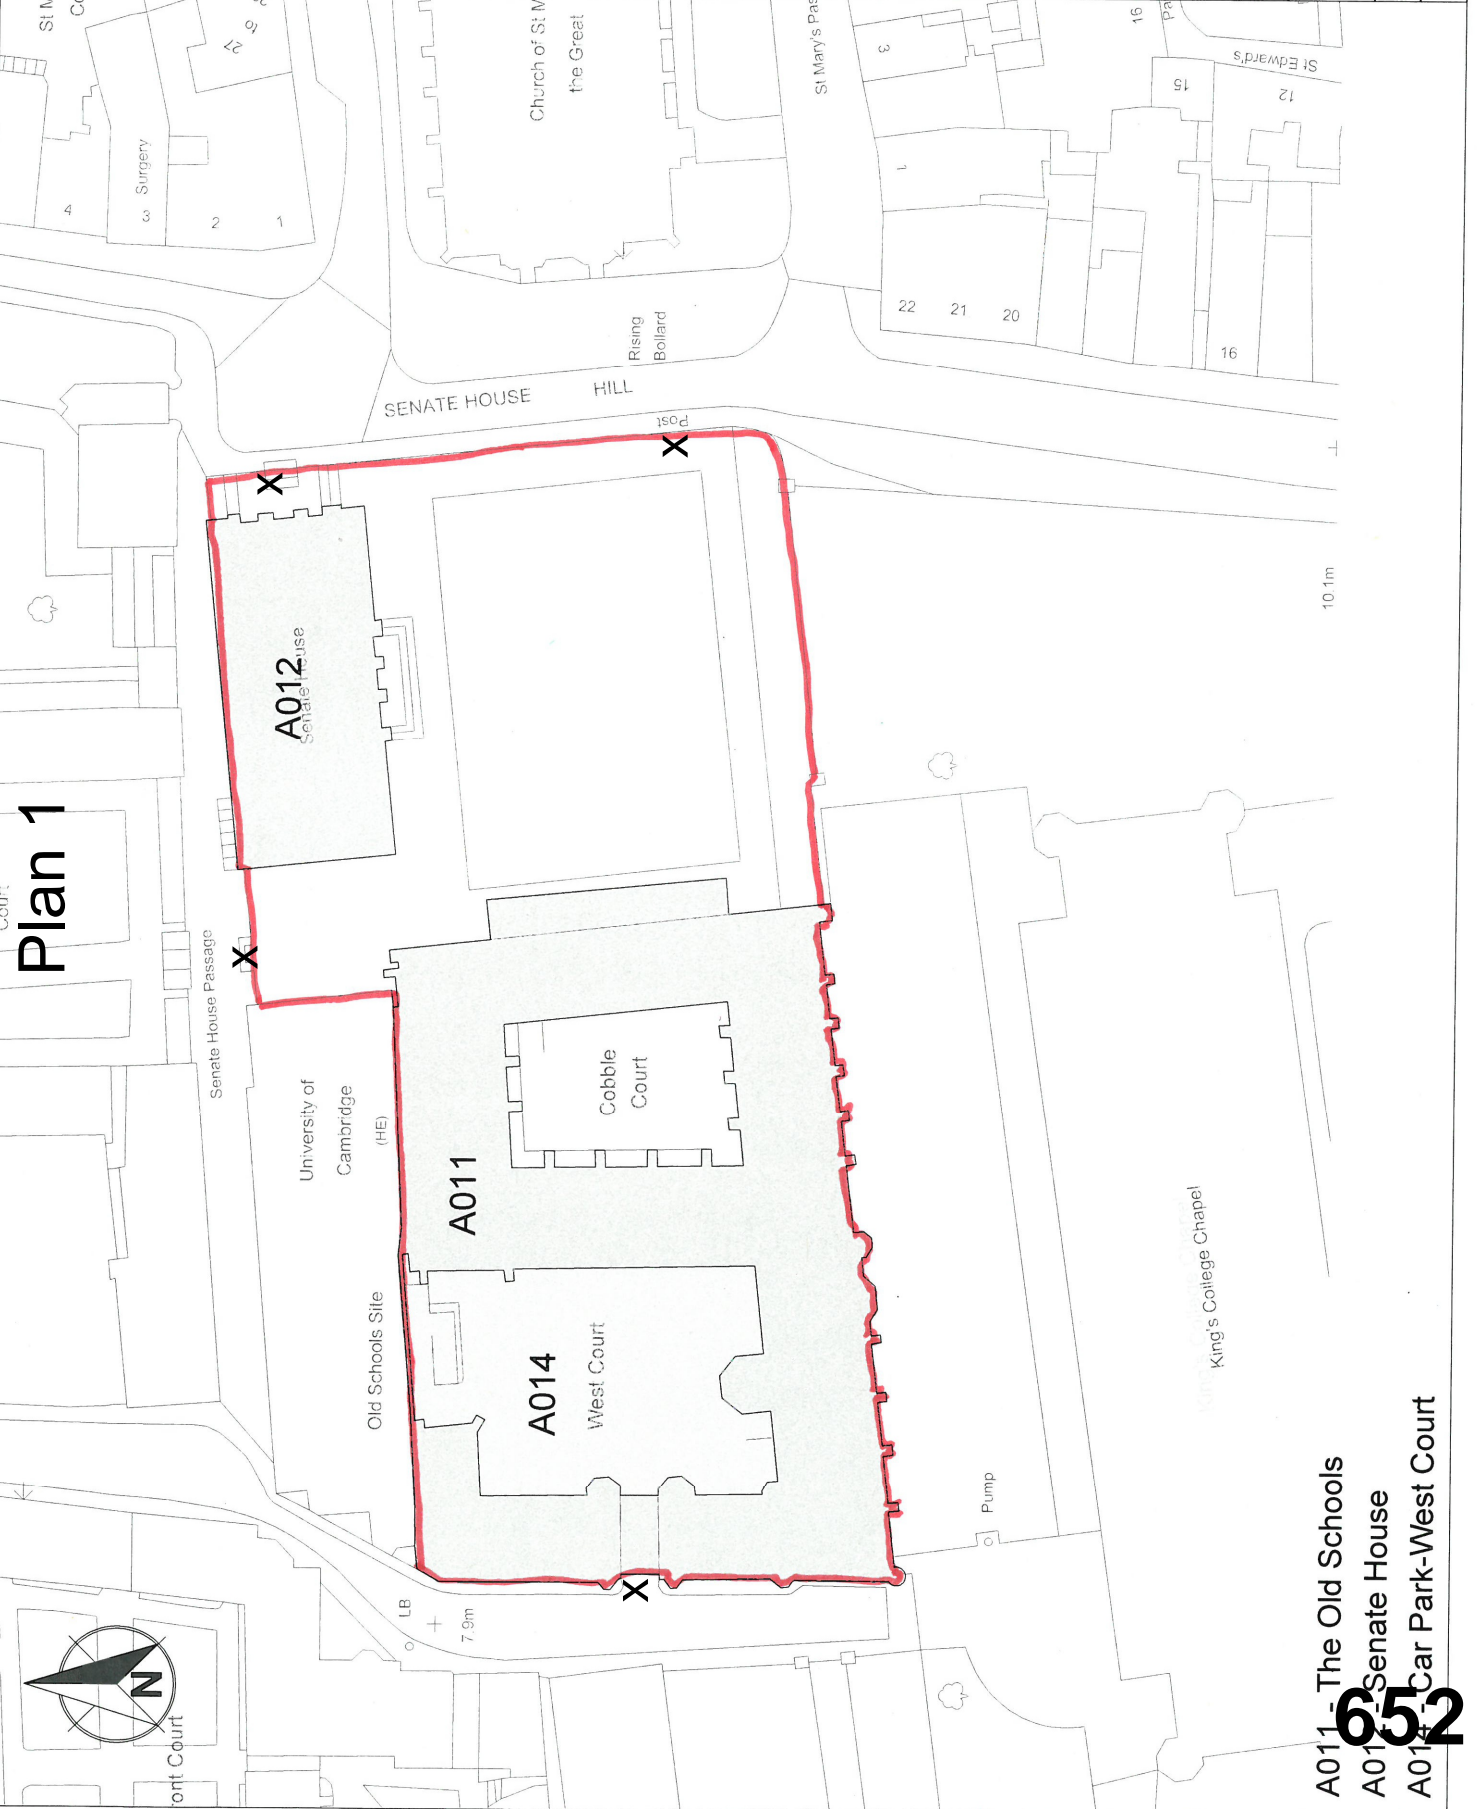 Plan 1
St M
Surgery
4
3
2
1
Church of St M
the Great
St Mary's Pas
3
1
16
Pa
St Edward's
15
12
22
21
20
16
Rising
Bollard
SENATE HOUSE HILL
Post
X
X
A012
Senate House
10.1m
Court
X
Senate House Passage
University of
Cambridge
(HE)
Cobble
Court
A011
Old Schools Site
A014
West Court
King's College Chapel
Pump
X
LB
7.9m
N
ont Court
A011 - The Old Schools
A012 - Senate House
A014 - Car Park-West Court
652